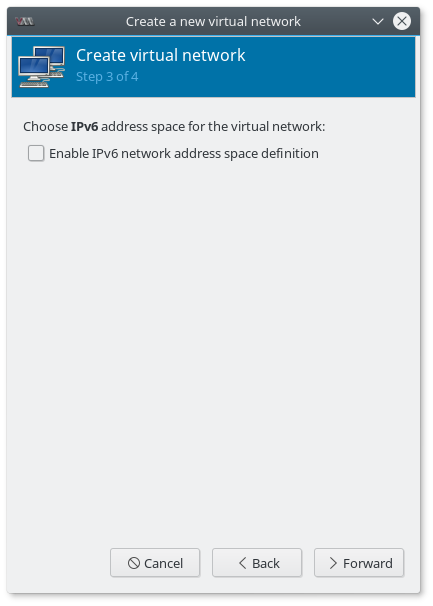 Create a new virtual network
Create virtual network
Step 3 of 4
Choose IPv6 address space for the virtual network:
Enable IPv6 network address space definition
Cancel
Back
Forward